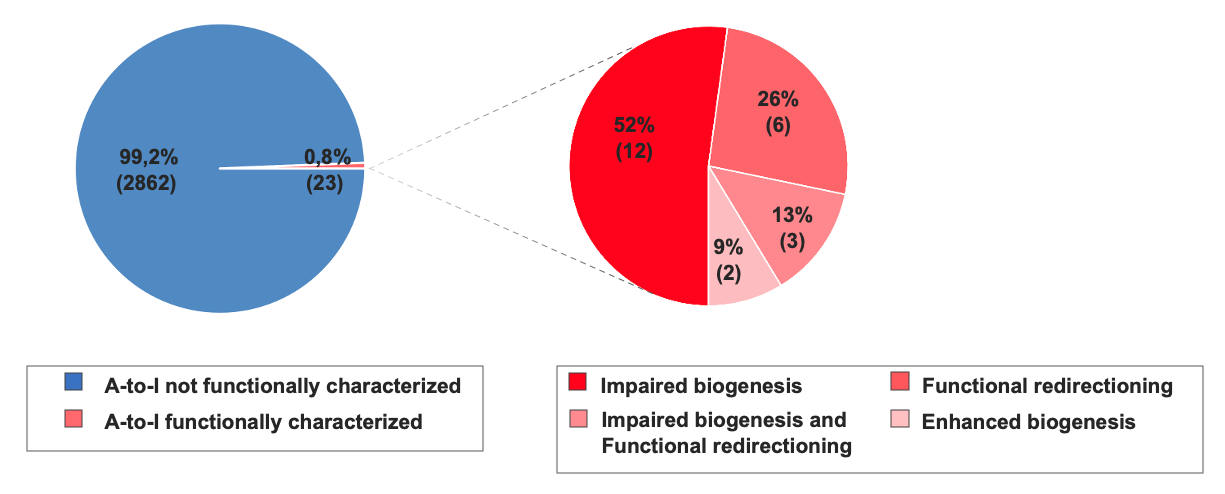 99,2%
(2862)
0,8%
(23)
52%
(12)
26%
(6)
13%
(3)
9%
(2)
A-to-I not functionally characterized
A-to-I functionally characterized
Impaired biogenesis
Functional redirectioning
Impaired biogenesis and
Functional redirectioning
Enhanced biogenesis